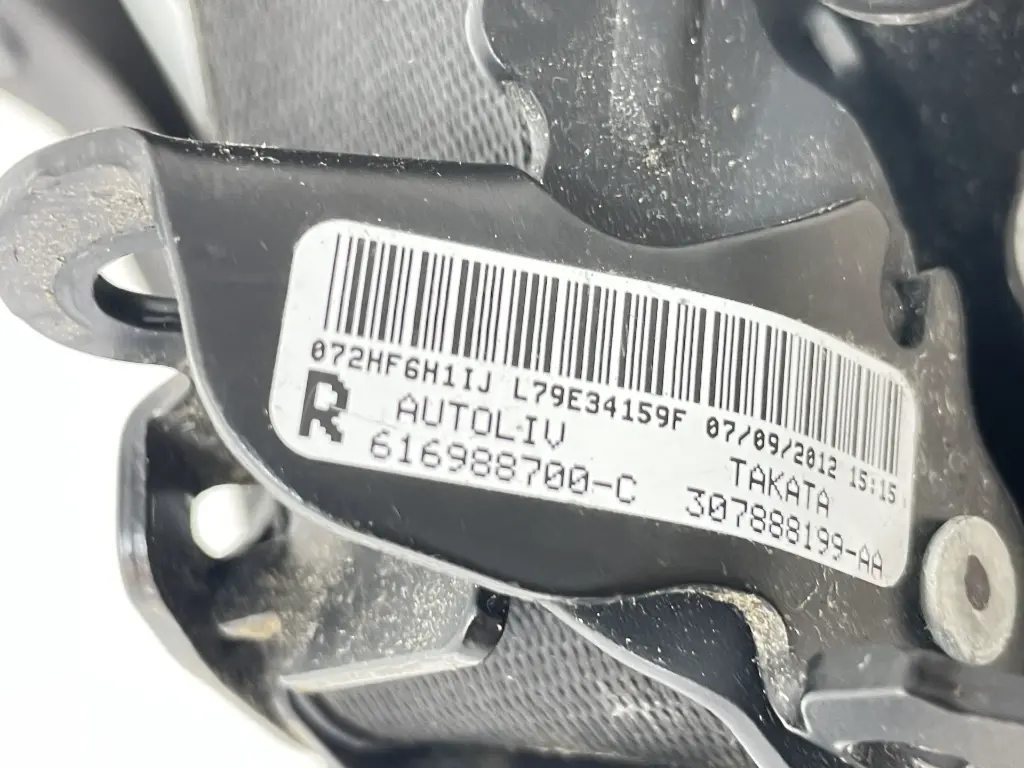 072HF6H1IJ L79E34159F 07/09/2012 15:15
R AUTOLIV TAKATA
616988700-C 307888199-AA